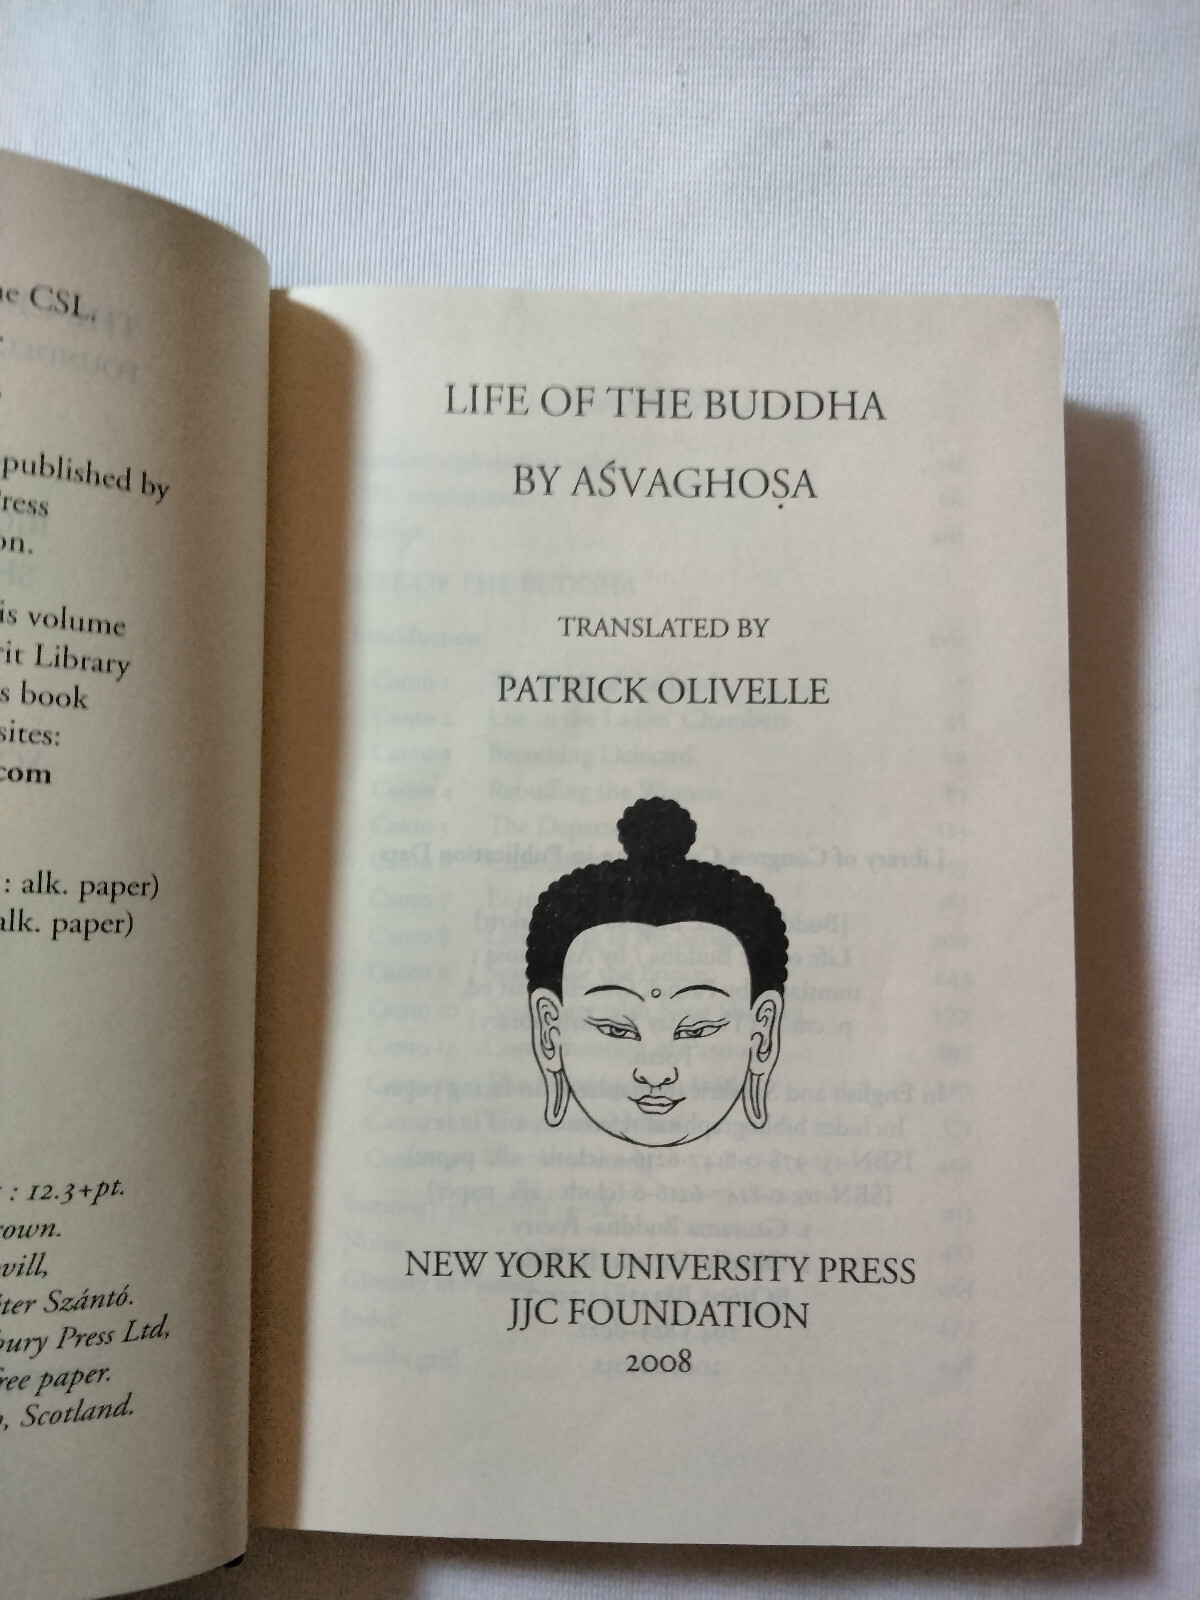 he CSL,
published by
Press
on.
is volume
rit Library
s book
sites:
com
: alk. paper)
alk. paper)
: 12.3+pt.
rown.
vill,
ter Szántó.
bury Press Ltd,
free paper.
, Scotland.
LIFE OF THE BUDDHA
BY AŚVAGHOṢA
TRANSLATED BY
PATRICK OLIVELLE
NEW YORK UNIVERSITY PRESS
JJC FOUNDATION
2008